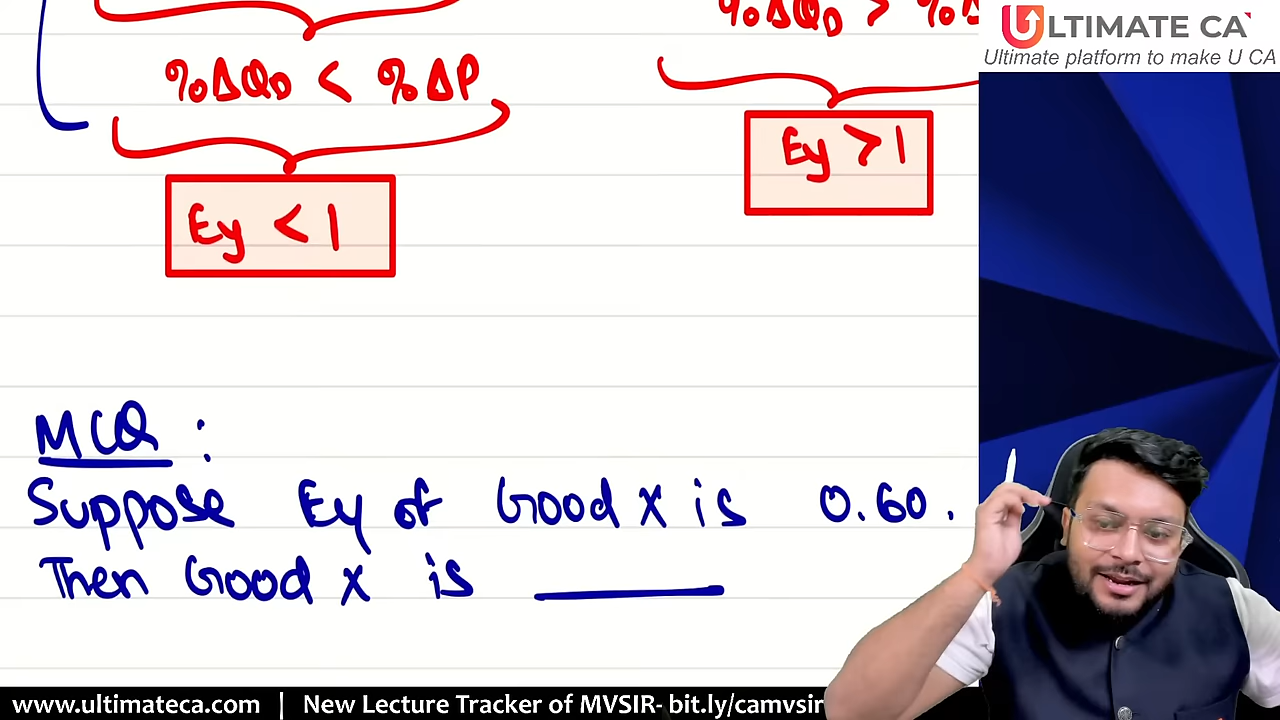 %ΔQD > %Δ
ULTIMATE CA
Ultimate platform to make U CA
%ΔQD < %ΔP
Ey > 1
Ey < 1
MCQ :
Suppose Ey of Good X is 0.60.
Then Good X is ______
www.ultimateca.com | New Lecture Tracker of MVSIR- bit.ly/camvsir